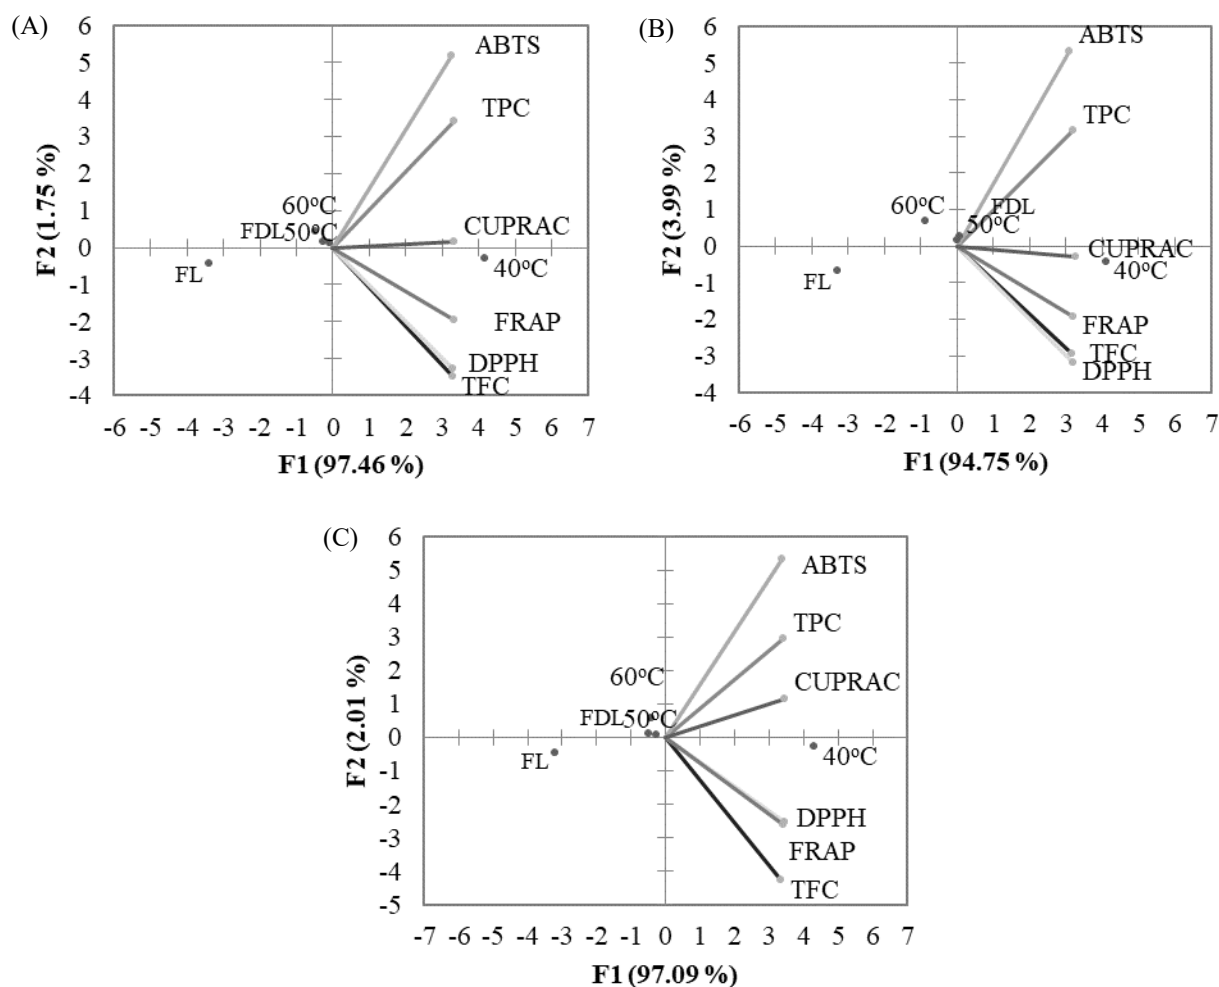 (A)
6
5
4
3
2
1
0
-1
-2
-3
-4
F2 (1.75 %)
ABTS
TPC
60°C
FDL 50°C
CUPRAC
FL
40°C
FRAP
DPPH
TFC
-6 -5 -4 -3 -2 -1 0 1 2 3 4 5 6 7
F1 (97.46 %)
(B)
6
5
4
3
2
1
0
-1
-2
-3
-4
F2 (3.99 %)
ABTS
TPC
60°C
FDL
50°C
CUPRAC
FL
40°C
FRAP
TFC
DPPH
-6 -5 -4 -3 -2 -1 0 1 2 3 4 5 6 7
F1 (94.75 %)
(C)
6
5
4
3
2
1
0
-1
-2
-3
-4
-5
F2 (2.01 %)
ABTS
TPC
60°C
CUPRAC
FDL 50°C
FL
40°C
DPPH
FRAP
TFC
-7 -6 -5 -4 -3 -2 -1 0 1 2 3 4 5 6 7
F1 (97.09 %)